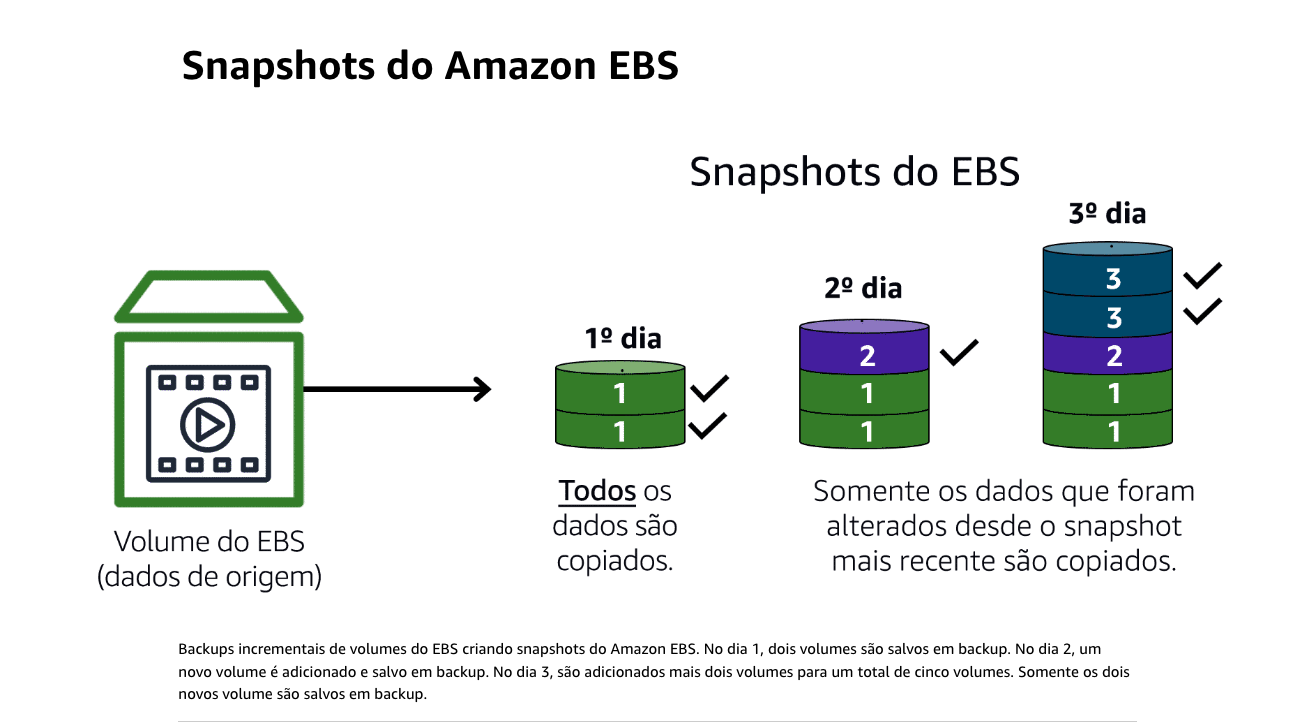 Snapshots do Amazon EBS
Snapshots do EBS
3º dia
2º dia
1º dia
3
3
2
1
1
2
1
1
1
1
Todos os
dados são
copiados.
Somente os dados que foram
alterados desde o snapshot
mais recente são copiados.
Volume do EBS
(dados de origem)
Backups incrementais de volumes do EBS criando snapshots do Amazon EBS. No dia 1, dois volumes são salvos em backup. No dia 2, um
novo volume é adicionado e salvo em backup. No dia 3, são adicionados mais dois volumes para um total de cinco volumes. Somente os dois
novos volume são salvos em backup.